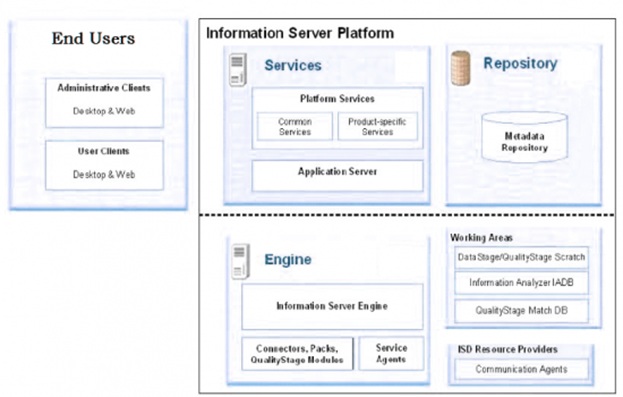 End Users
Administrative Clients
Desktop & Web
User Clients
Desktop & Web
Information Server Platform
Services
Platform Services
Common
Services
Product-specific
Services
Application Server
Repository
Metadata
Repository
Engine
Information Server Engine
Connectors, Packs,
QualityStage Modules
Service
Agents
Working Areas
DataStage/QualityStage Scratch
Information Analyzer IADB
QualityStage Match DB
ISD Resource Providers
Communication Agents